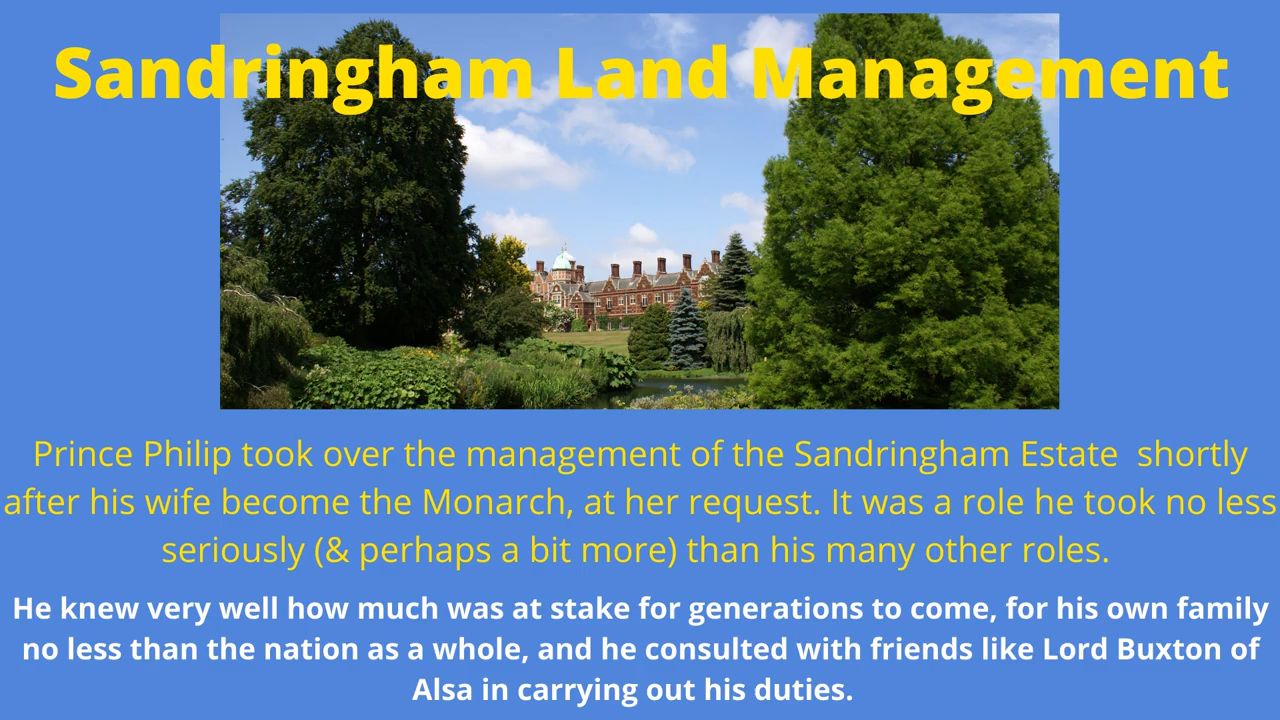 Sandringham Land Management
Prince Philip took over the management of the Sandringham Estate  shortly
after his wife become the Monarch, at her request. It was a role he took no less
seriously (& perhaps a bit more) than his many other roles.
He knew very well how much was at stake for generations to come, for his own family
no less than the nation as a whole, and he consulted with friends like Lord Buxton of
Alsa in carrying out his duties.